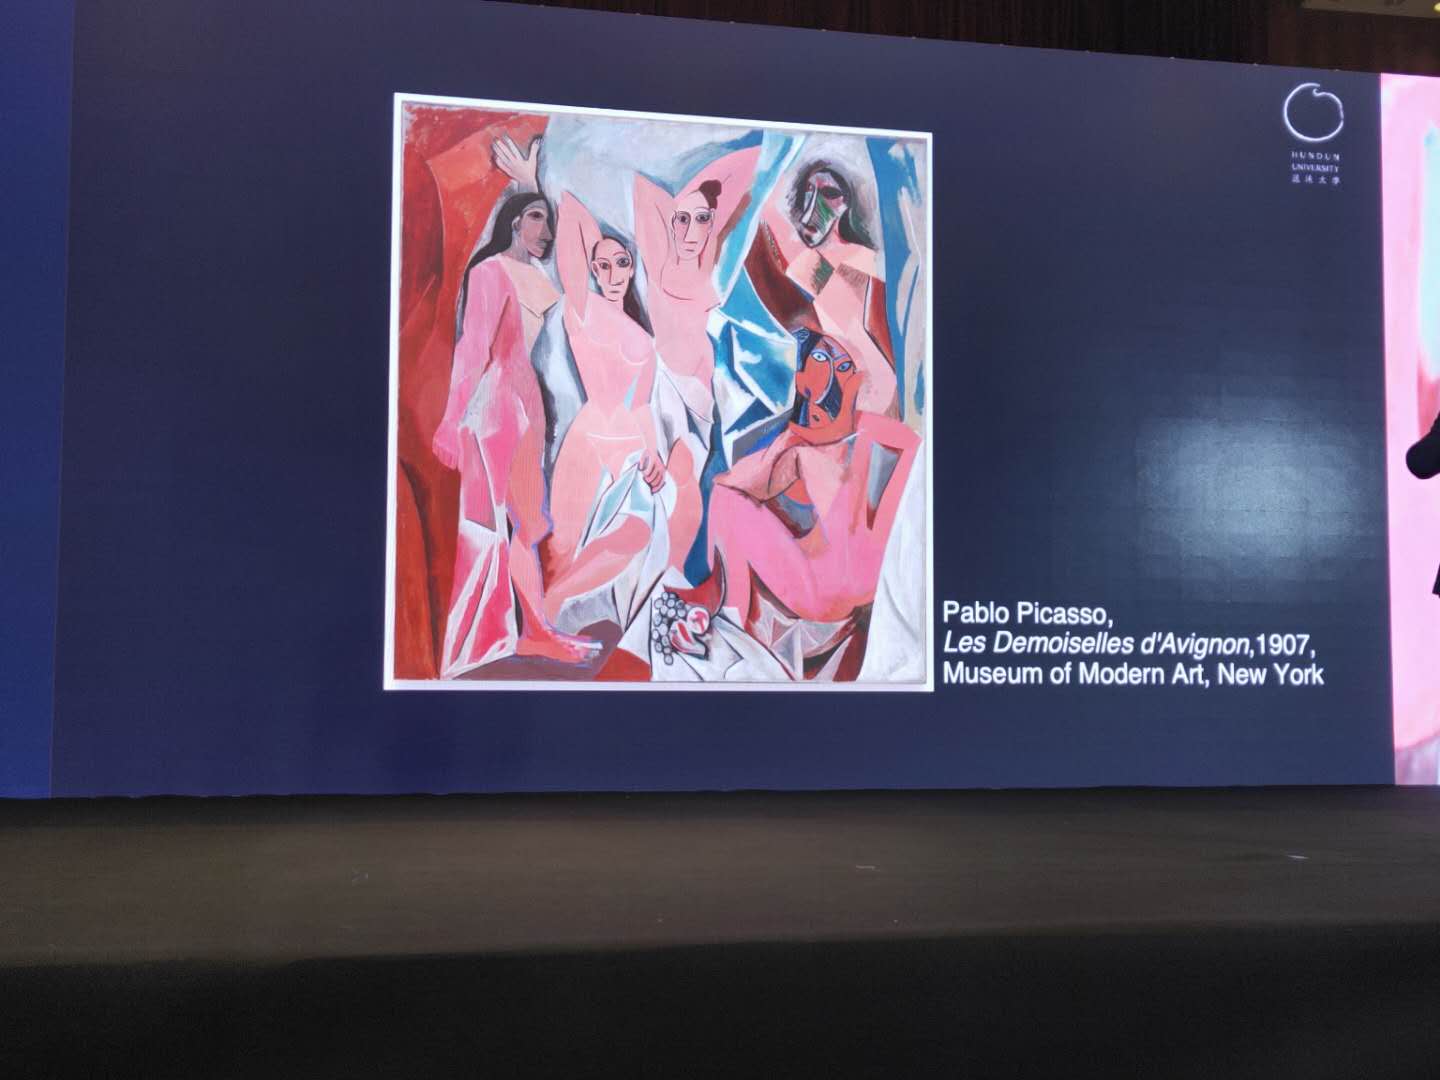 HUNDUN
UNIVERSITY
混沌大学
Pablo Picasso,
Les Demoiselles d'Avignon,1907,
Museum of Modern Art, New York